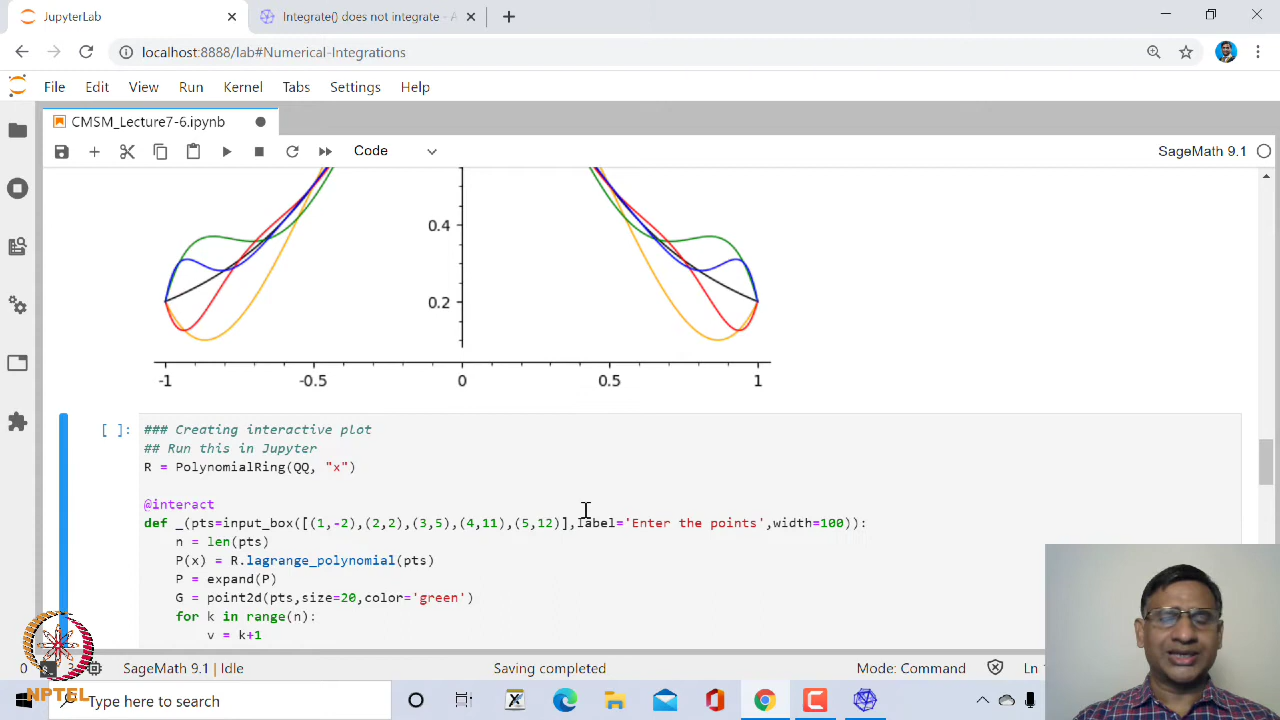 JupyterLab
Integrate() does not integrate - A
localhost:8888/lab#Numerical-Integrations
File Edit View Run Kernel Tabs Settings Help
CMSM_Lecture7-6.ipynb
Code
SageMath 9.1
0.4
0.2
-1 -0.5 0 0.5 1
[ ]:
### Creating interactive plot
## Run this in Jupyter
R = PolynomialRing(QQ, "x")
@interact
def _(pts=input_box([(1,-2),(2,2),(3,5),(4,11),(5,12)],label='Enter the points',width=100)):
n = len(pts)
P(x) = R.lagrange_polynomial(pts)
P = expand(P)
G = point2d(pts,size=20,color='green')
for k in range(n):
v = k+1
0
SageMath 9.1 | Idle
Saving completed
Mode: Command
Ln 1
NPTEL
Type here to search